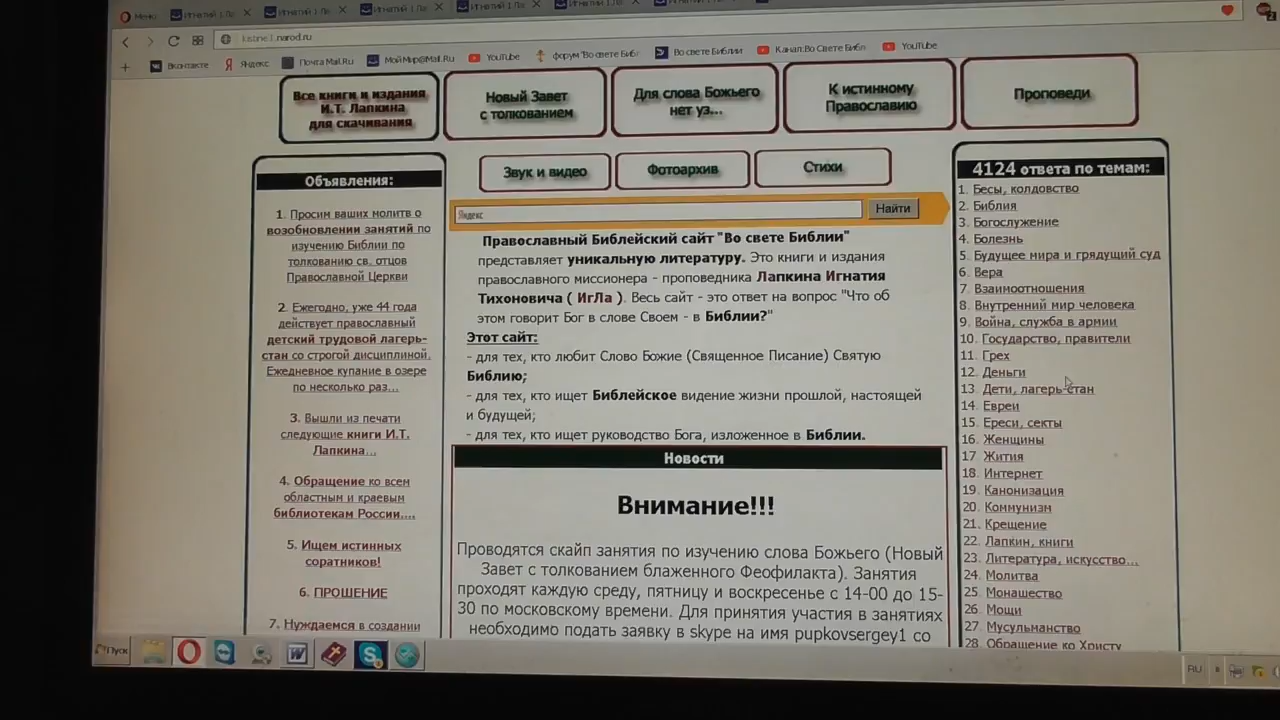 Меню
kistine1.narod.ru
Вконтакте Яндекс Почта Mail.Ru МойМир@Mail.Ru YouTube форум "Во свете Библ Во свете Библии Канал:Во Свете Библ YouTube
Все книги и издания
И.Т. Лапкина
для скачивания
Новый Завет
с толкованием
Для слова Божьего
нет уз...
К истинному
Православию
Проповеди
Звук и видео
Фотоархив
Стихи
Объявления:
1. Просим ваших молитв о
возобновлении занятий по
изучению Библии по
толкованию св. отцов
Православной Церкви
2. Ежегодно, уже 44 года
действует православный
детский трудовой лагерь-
стан со строгой дисциплиной.
Ежедневное купание в озере
по несколько раз...
3. Вышли из печати
следующие книги И.Т.
Лапкина...
4. Обращение ко всем
областным и краевым
библиотекам России....
5. Ищем истинных
соратников!
6. ПРОШЕНИЕ
7. Нуждаемся в создании
Яндекс
Найти
Православный Библейский сайт "Во свете Библии"
представляет уникальную литературу. Это книги и издания
православного миссионера - проповедника Лапкина Игнатия
Тихоновича ( ИгЛа ). Весь сайт - это ответ на вопрос "Что об
этом говорит Бог в слове Своем - в Библии?"
Этот сайт:
- для тех, кто любит Слово Божие (Священное Писание) Святую
Библию;
- для тех, кто ищет Библейское видение жизни прошлой, настоящей
и будущей;
- для тех, кто ищет руководство Бога, изложенное в Библии.
Новости
Внимание!!!
Проводятся скайп занятия по изучению слова Божьего (Новый
Завет с толкованием блаженного Феофилакта). Занятия
проходят каждую среду, пятницу и воскресенье с 14-00 до 15-
30 по московскому времени. Для принятия участия в занятиях
необходимо подать заявку в skype на имя pupkovsergey1 со
4124 ответа по темам:
1. Бесы, колдовство
2. Библия
3. Богослужение
4. Болезнь
5. Будущее мира и грядущий суд
6. Вера
7. Взаимоотношения
8. Внутренний мир человека
9. Война, служба в армии
10. Государство, правители
11. Грех
12. Деньги
13. Дети, лагерь-стан
14. Евреи
15. Ереси, секты
16. Женщины
17. Жития
18. Интернет
19. Канонизация
20. Коммунизм
21. Крещение
22. Лапкин, книги
23. Литература, искусство...
24. Молитва
25. Монашество
26. Мощи
27. Мусульманство
28. Обращение ко Христу
Пуск
RU